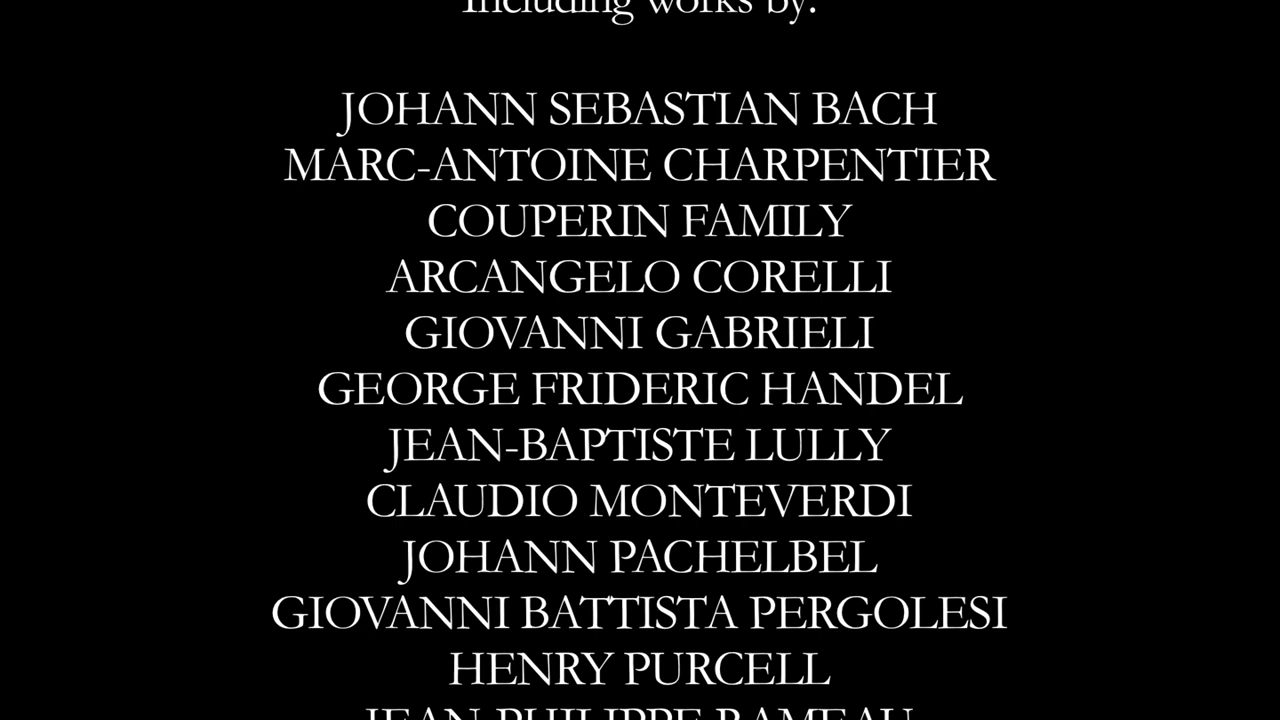 Including works by:
JOHANN SEBASTIAN BACH
MARC-ANTOINE CHARPENTIER
COUPERIN FAMILY
ARCANGELO CORELLI
GIOVANNI GABRIELI
GEORGE FRIDERIC HANDEL
JEAN-BAPTISTE LULLY
CLAUDIO MONTEVERDI
JOHANN PACHELBEL
GIOVANNI BATTISTA PERGOLESI
HENRY PURCELL
JEAN-PHILIPPE RAMEAU